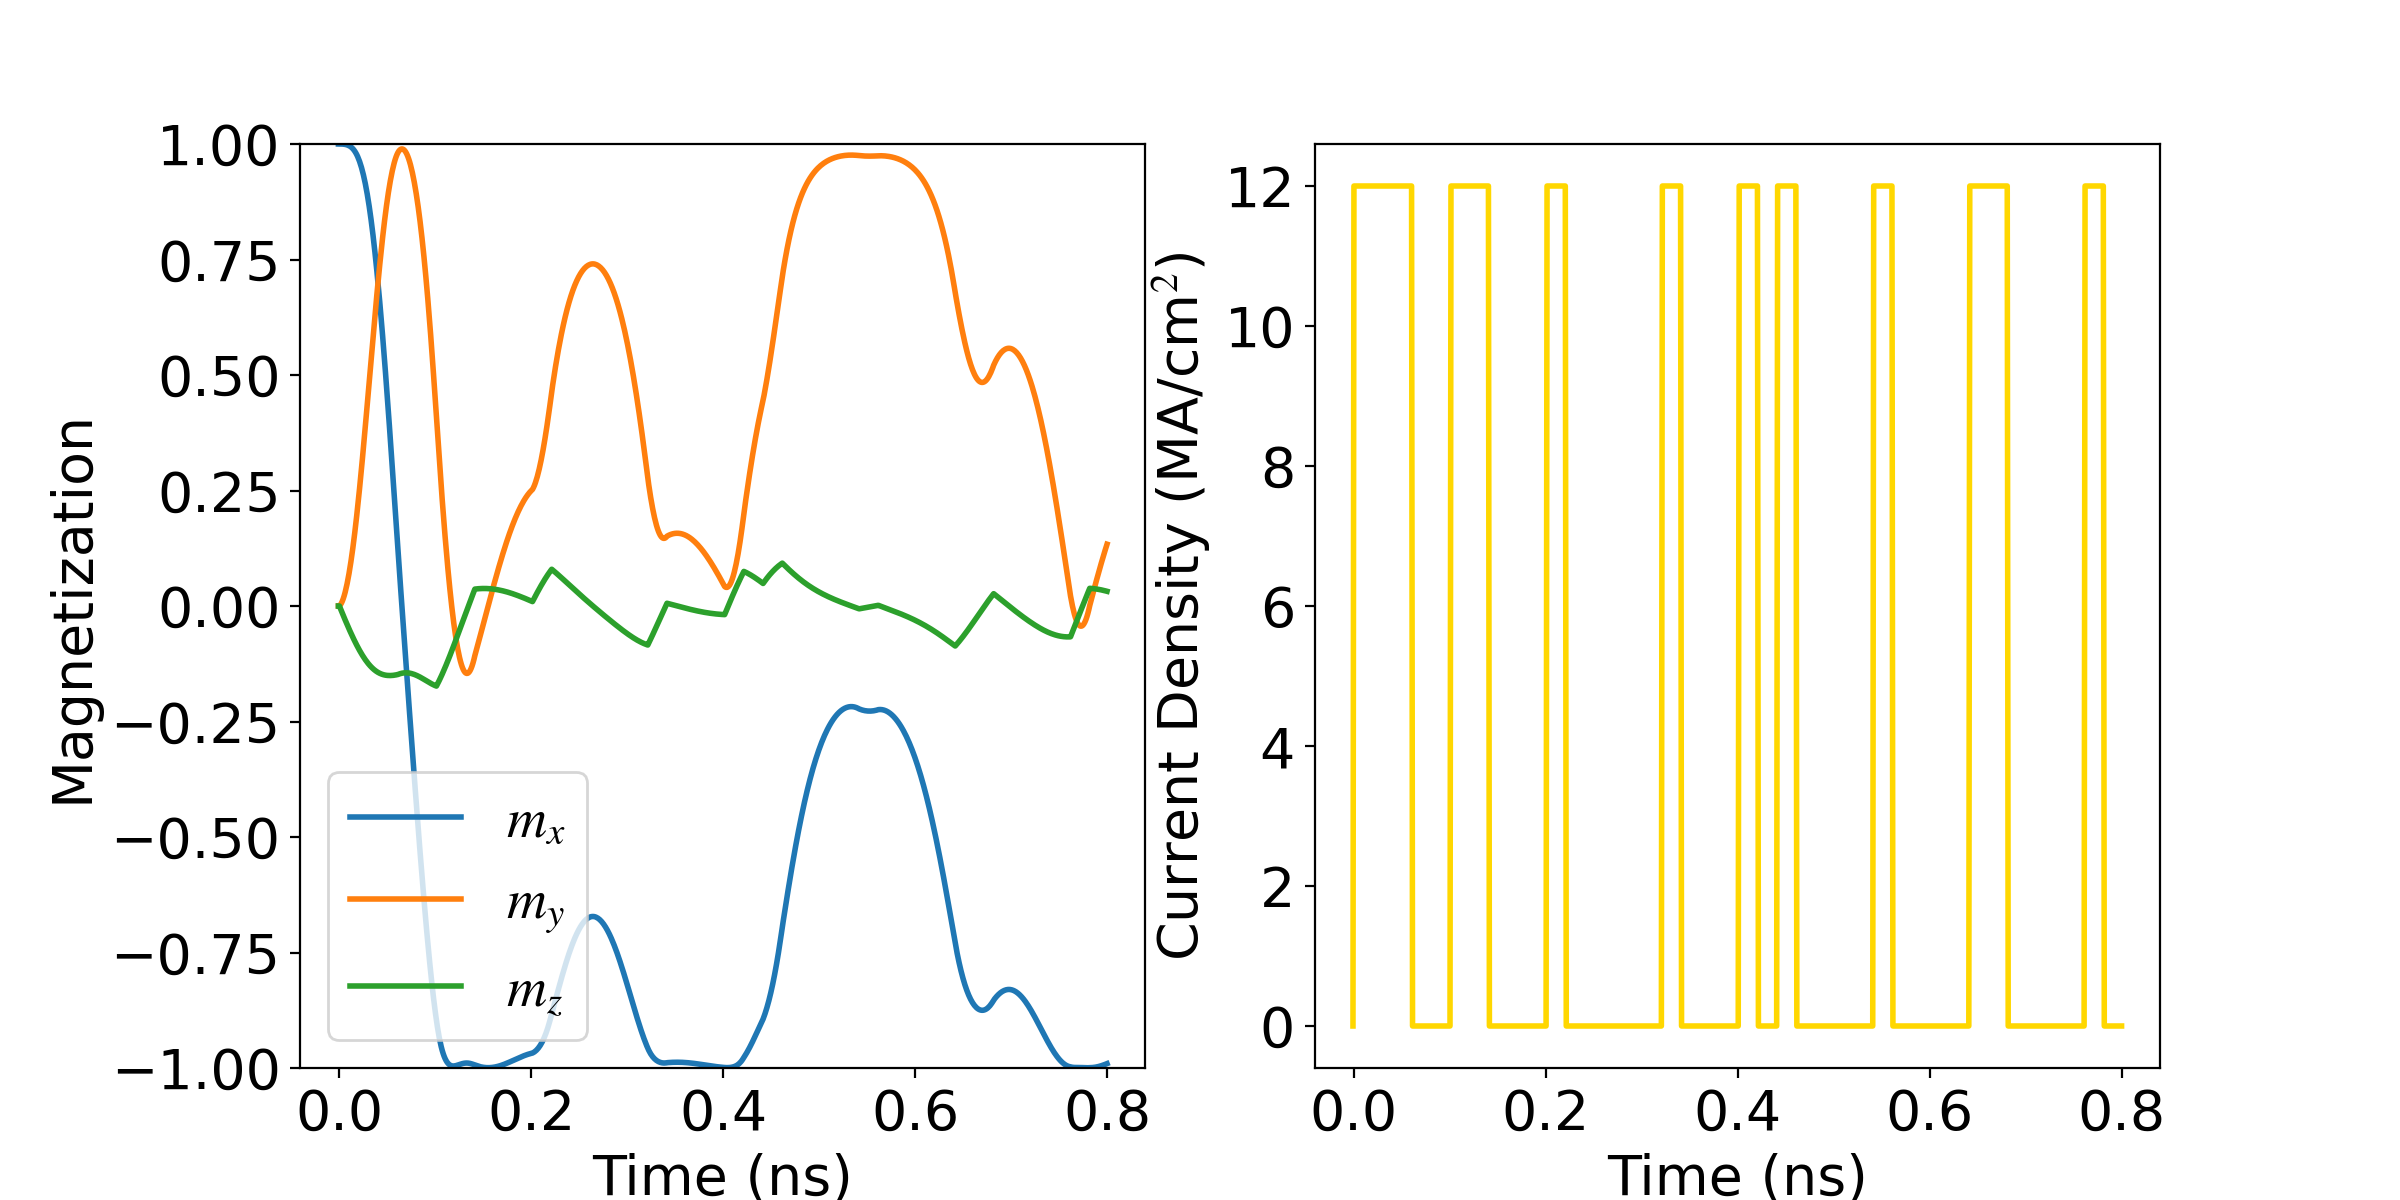 Magnetization
1.00
0.75
0.50
0.25
0.00
−0.25
−0.50
−0.75
−1.00
0.0 0.2 0.4 0.6 0.8
Time (ns)
m_x
m_y
m_z
Current Density (MA/cm²)
12
10
8
6
4
2
0
0.0 0.2 0.4 0.6 0.8
Time (ns)